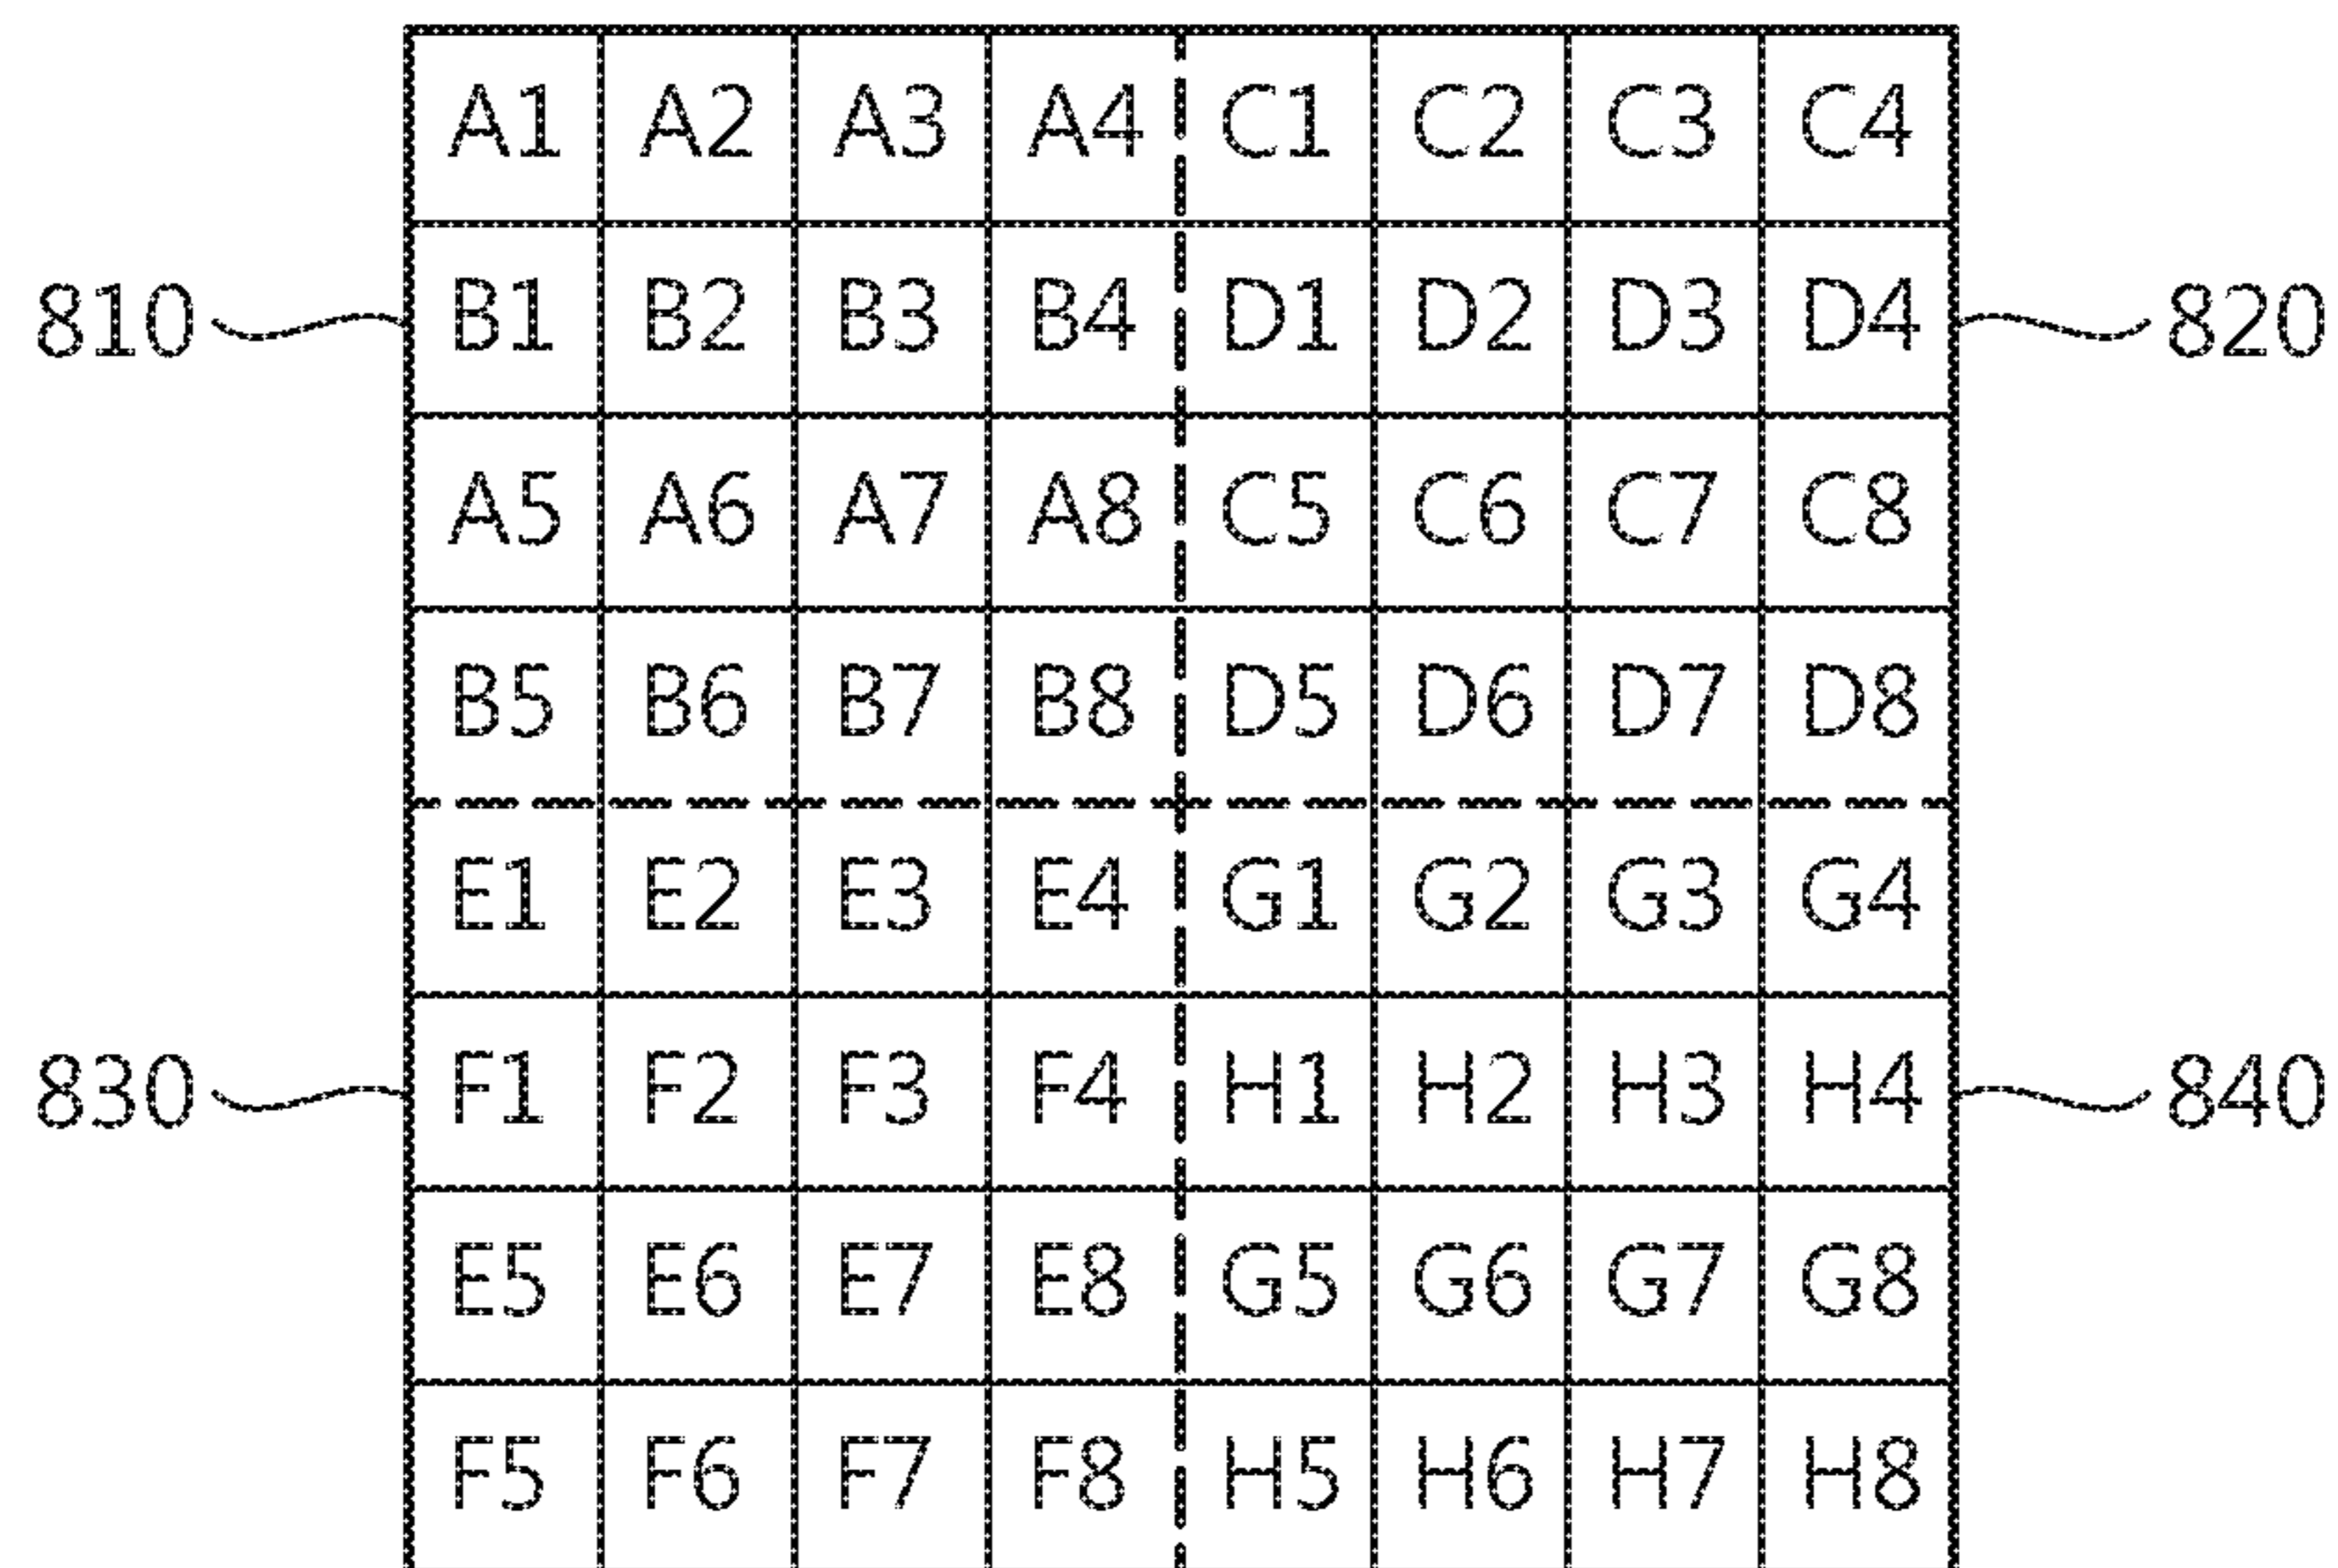 A1 A2 A3 A4 C1 C2 C3 C4
810 B1 B2 B3 B4 D1 D2 D3 D4 820
A5 A6 A7 A8 C5 C6 C7 C8
B5 B6 B7 B8 D5 D6 D7 D8
E1 E2 E3 E4 G1 G2 G3 G4
830 F1 F2 F3 F4 H1 H2 H3 H4 840
E5 E6 E7 E8 G5 G6 G7 G8
F5 F6 F7 F8 H5 H6 H7 H8